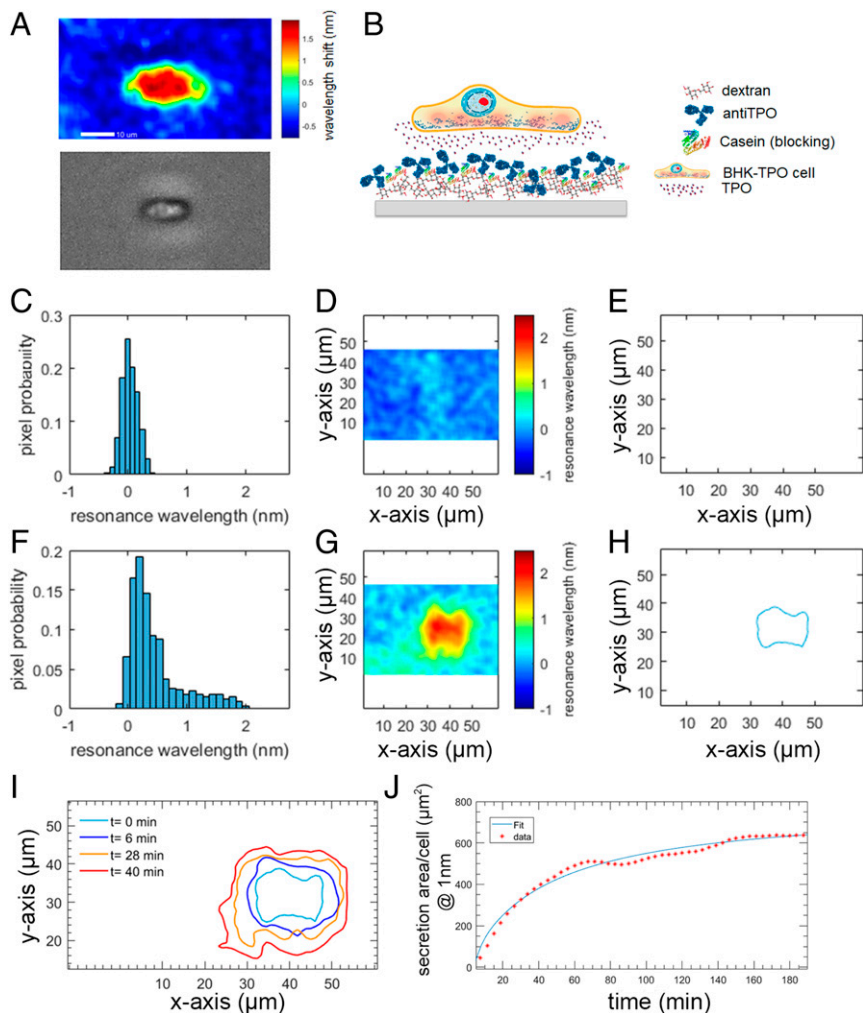 A
wavelength shift (nm)
1.5
1
0.5
0
-0.5
10 um
B
dextran
antiTPO
Casein (blocking)
BHK-TPO cell
TPO
C
pixel probability
0.3
0.2
0.1
0
-1 0 1 2
resonance wavelength (nm)
D
y-axis (μm)
50
40
30
20
10
10 20 30 40 50
x-axis (μm)
2
1
0
-1
resonance wavelength (nm)
E
y-axis (μm)
50
40
30
20
10
10 20 30 40 50
x-axis (μm)
F
pixel probability
0.2
0.15
0.1
0.05
0
-1 0 1 2
resonance wavelength (nm)
G
y-axis (μm)
50
40
30
20
10
10 20 30 40 50
x-axis (μm)
2
1
0
-1
resonance wavelength (nm)
H
y-axis (μm)
50
40
30
20
10
10 20 30 40 50
x-axis (μm)
I
y-axis (μm)
50
40
30
20
t= 0 min
t= 6 min
t= 28 min
t= 40 min
10 20 30 40 50 60
x-axis (μm)
J
secretion area/cell (μm²)
@ 1nm
800
600
400
200
0
Fit
data
20 40 60 80 100 120 140 160 180
time (min)